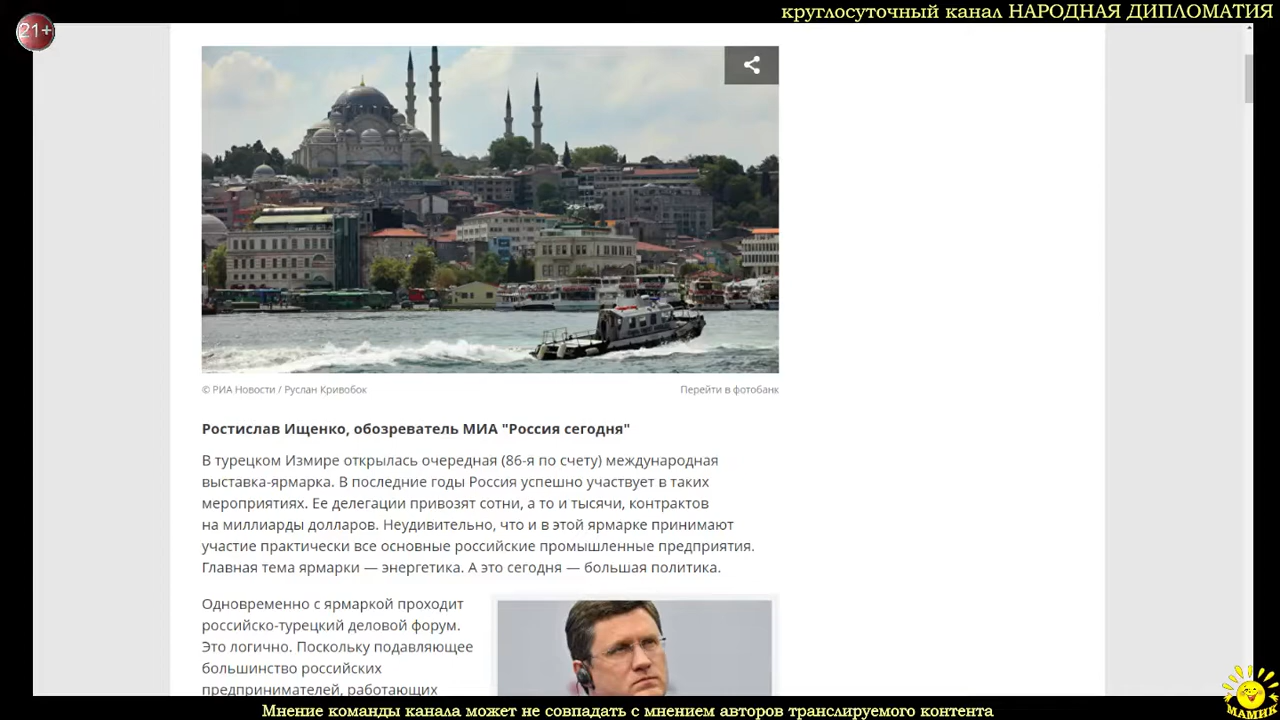 круглосуточный канал НАРОДНАЯ ДИПЛОМАТИЯ
21+
© РИА Новости / Руслан Кривобок
Перейти в фотобанк
Ростислав Ищенко, обозреватель МИА "Россия сегодня"
В турецком Измире открылась очередная (86-я по счету) международная
выставка-ярмарка. В последние годы Россия успешно участвует в таких
мероприятиях. Ее делегации привозят сотни, а то и тысячи, контрактов
на миллиарды долларов. Неудивительно, что и в этой ярмарке принимают
участие практически все основные российские промышленные предприятия.
Главная тема ярмарки — энергетика. А это сегодня — большая политика.
Одновременно с ярмаркой проходит
российско-турецкий деловой форум.
Это логично. Поскольку подавляющее
большинство российских
предпринимателей, работающих
МАМИК
Мнение команды канала может не совпадать с мнением авторов транслируемого контента